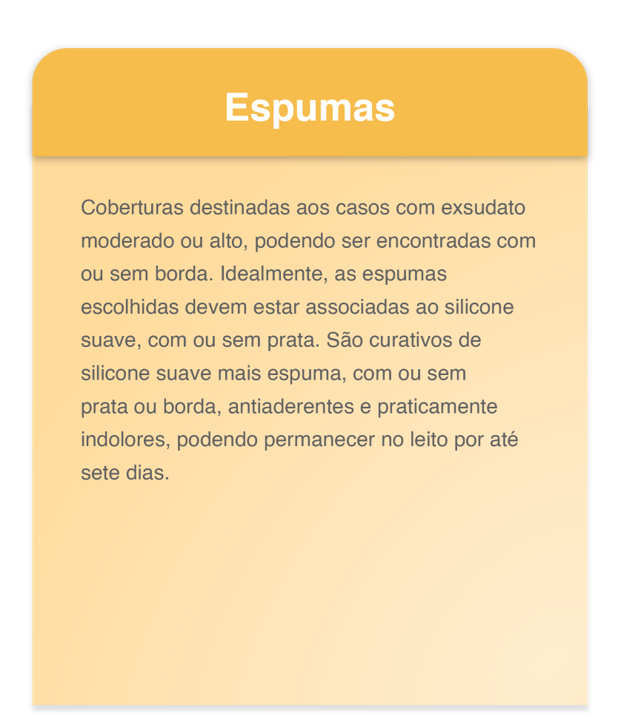 Espumas
Coberturas destinadas aos casos com exsudato
moderado ou alto, podendo ser encontradas com
ou sem borda. Idealmente, as espumas
escolhidas devem estar associadas ao silicone
suave, com ou sem prata. São curativos de
silicone suave mais espuma, com ou sem
prata ou borda, antiaderentes e praticamente
indolores, podendo permanecer no leito por até
sete dias.